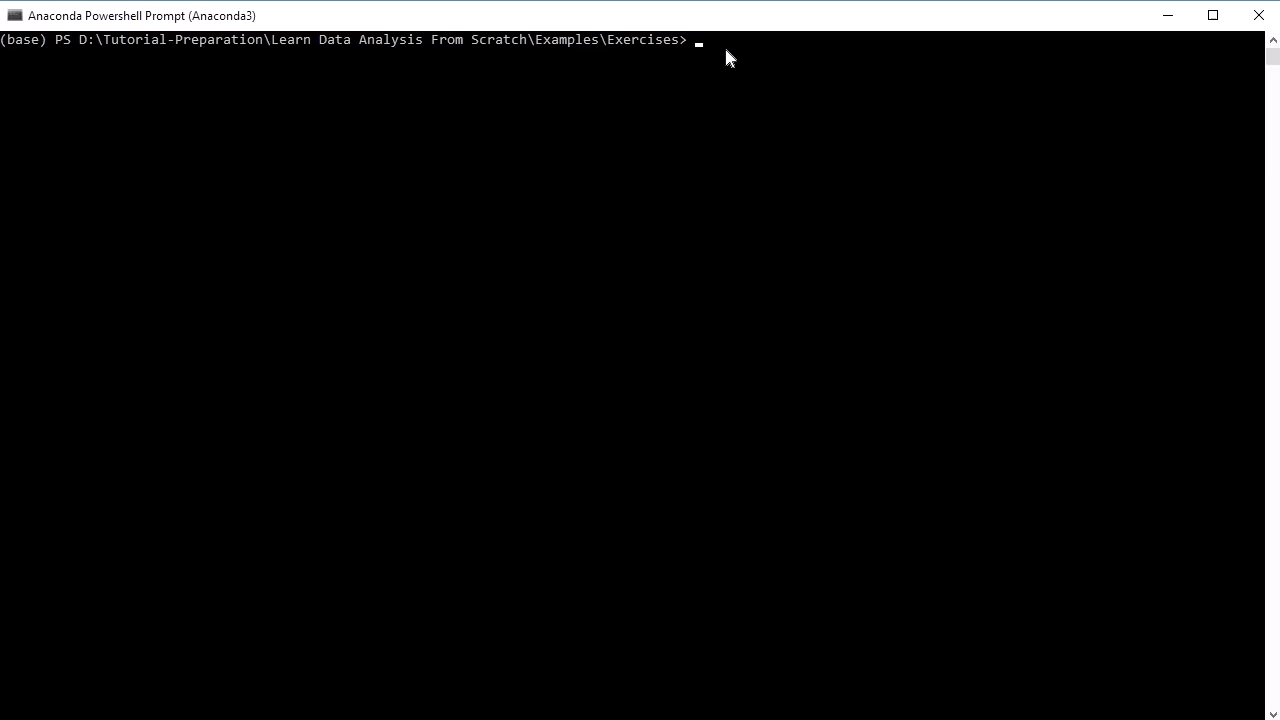 Anaconda Powershell Prompt (Anaconda3)
(base) PS D:\Tutorial-Preparation\Learn Data Analysis From Scratch\Examples\Exercises>